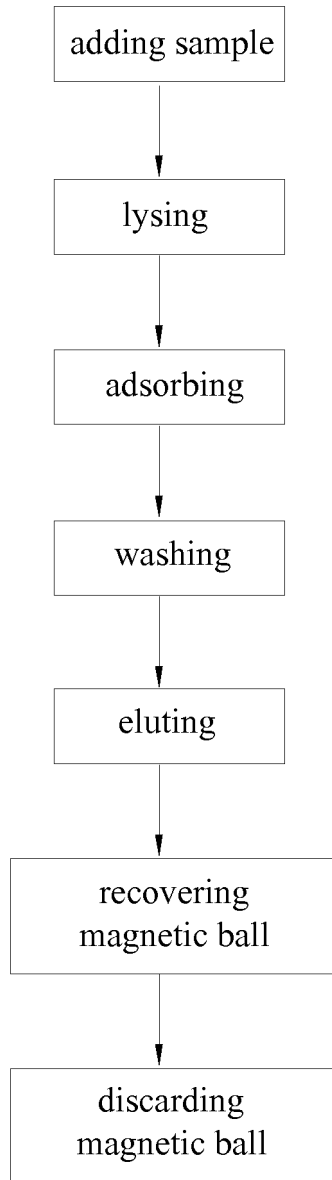 adding sample
lysing
adsorbing
washing
eluting
recovering
magnetic ball
discarding
magnetic ball